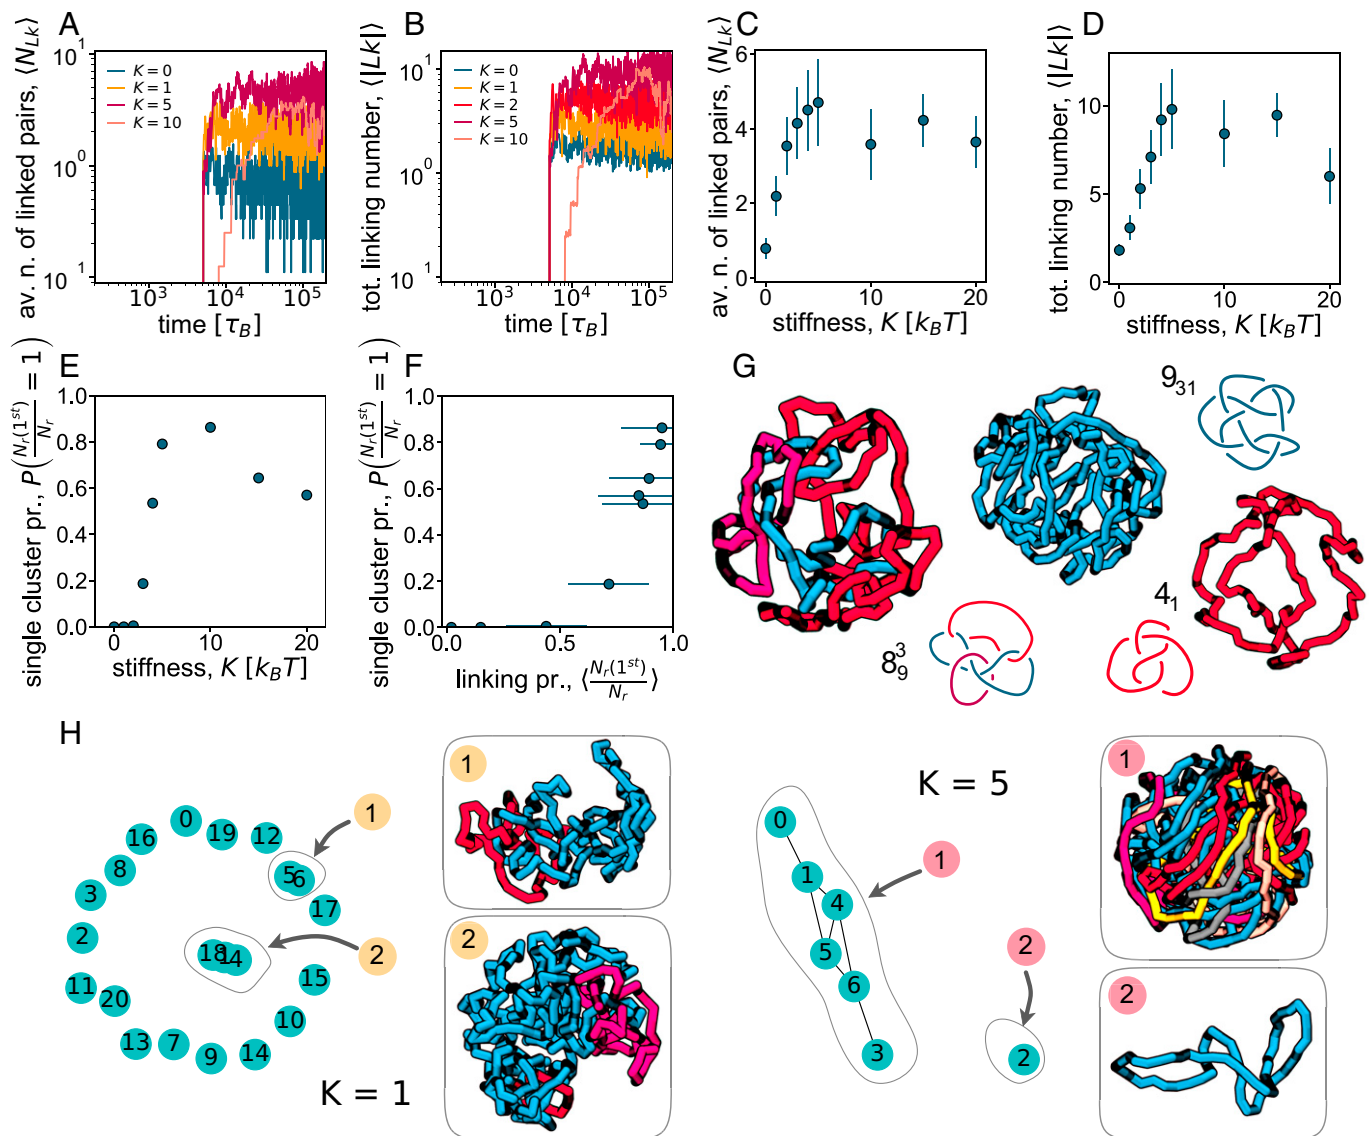 A
av. n. of linked pairs, ⟨N_Lk⟩
10^1
10^0
10^1
K = 0
K = 1
K = 5
K = 10
10^3
10^4
10^5
time [τ_B]
B
tot. linking number, ⟨|Lk|⟩
10^1
10^0
10^1
K = 0
K = 1
K = 2
K = 5
K = 10
10^3
10^4
10^5
time [τ_B]
C
av. n. of linked pairs, ⟨N_Lk⟩
6
4
2
0
0
10
20
stiffness, K [k_BT]
D
tot. linking number, ⟨|Lk|⟩
10
5
0
0
10
20
stiffness, K [k_BT]
E
single cluster pr., P(N_r(1^st)/N_r = 1)
1.0
0.8
0.6
0.4
0.2
0.0
0
10
20
stiffness, K [k_BT]
F
single cluster pr., P(N_r(1^st)/N_r = 1)
1.0
0.8
0.6
0.4
0.2
0.0
0.0
0.5
1.0
linking pr., ⟨N_r(1^st)/N_r⟩
G
9_31
4_1
8^3_9
H
0
19
12
16
8
3
2
11
20
13
7
9
14
10
15
17
5
6
18
14
1
2
K = 1
1
2
K = 5
0
1
4
5
6
3
2
1
2
1
2